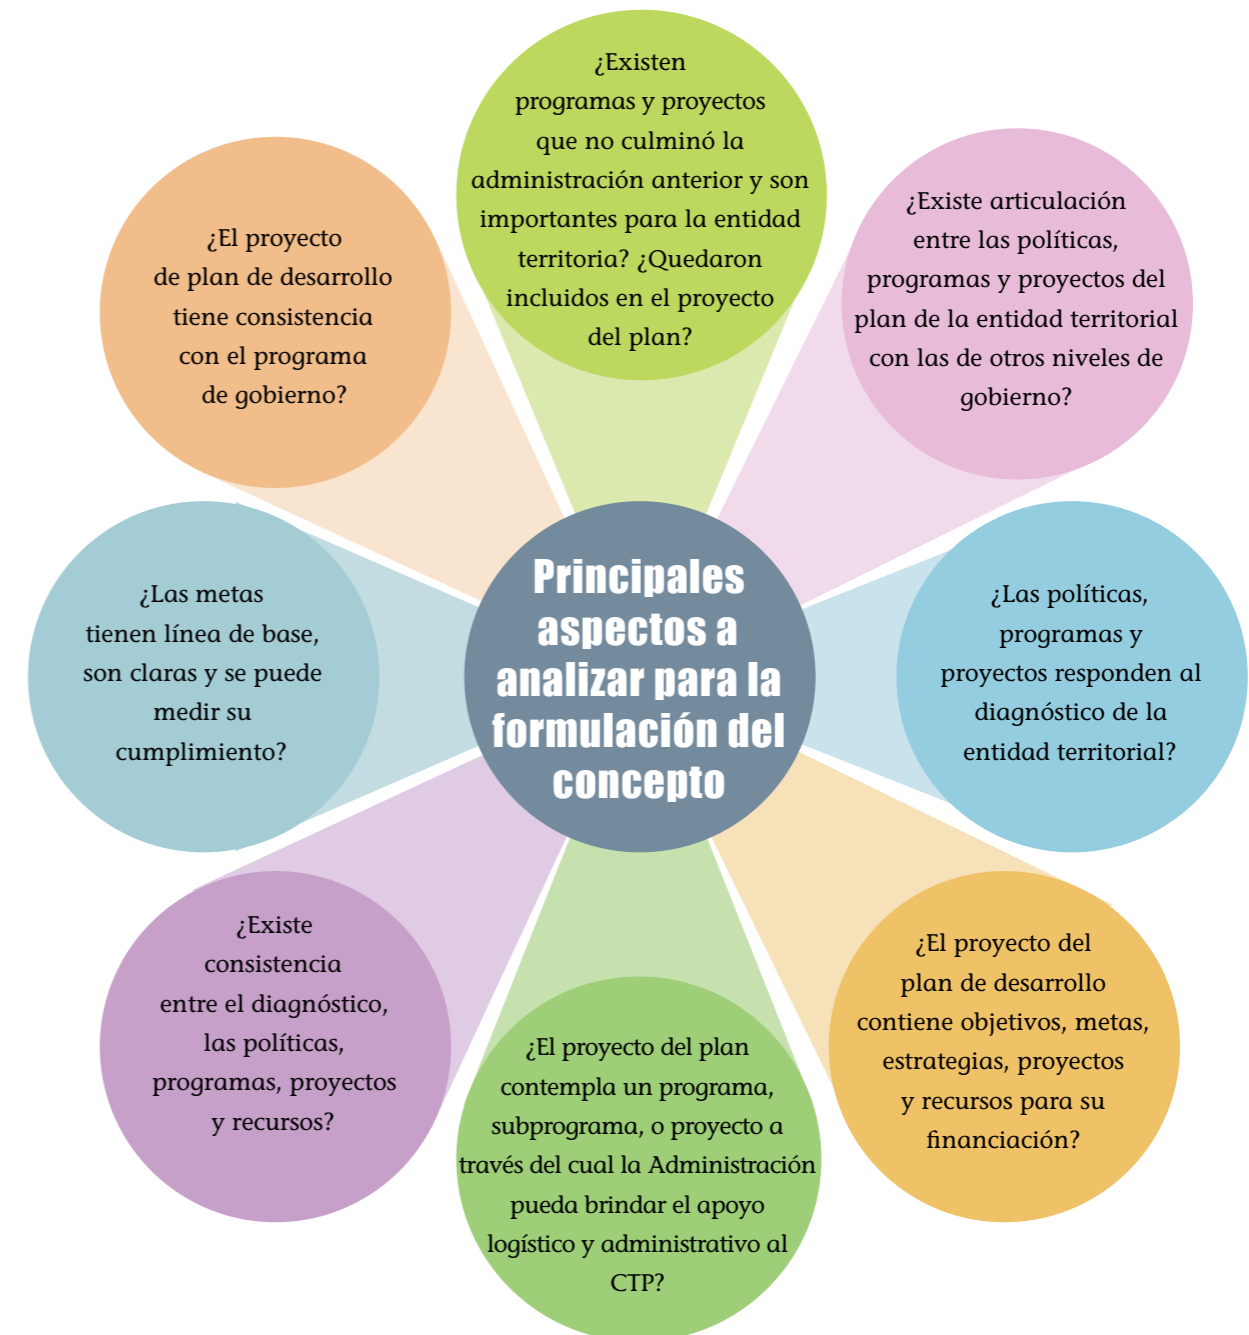 ¿Existen
programas y proyectos
que no culminó la
administración anterior y son
importantes para la entidad
territoria? ¿Quedaron
incluidos en el proyecto
del plan?
¿Existe articulación
entre las políticas,
programas y proyectos del
plan de la entidad territorial
con las de otros niveles de
gobierno?
¿Las políticas,
programas y
proyectos responden al
diagnóstico de la
entidad territorial?
¿El proyecto del
plan de desarrollo
contiene objetivos, metas,
estrategias, proyectos
y recursos para su
financiación?
¿El proyecto del plan
contempla un programa,
subprograma, o proyecto a
través del cual la Administración
pueda brindar el apoyo
logístico y administrativo al
CTP?
¿Existe
consistencia
entre el diagnóstico,
las políticas,
programas, proyectos
y recursos?
¿Las metas
tienen línea de base,
son claras y se puede
medir su
cumplimiento?
¿El proyecto
de plan de desarrollo
tiene consistencia
con el programa
de gobierno?
Principales
aspectos a
analizar para la
formulación del
concepto